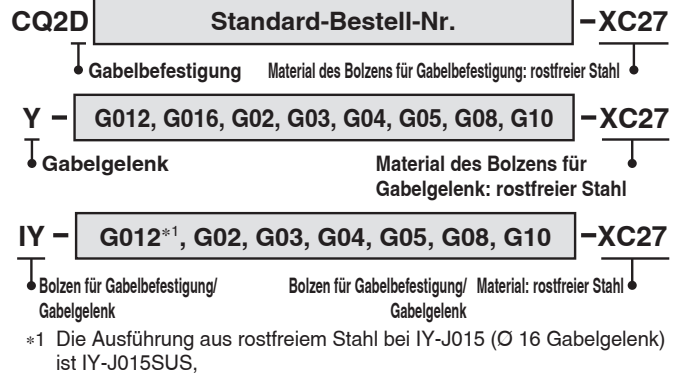 CQ2D Standard-Bestell-Nr. –XC27
Gabelbefestigung Material des Bolzens für Gabelbefestigung: rostfreier Stahl
Y – G012, G016, G02, G03, G04, G05, G08, G10 –XC27
Gabelgelenk Material des Bolzens für
Gabelgelenk: rostfreier Stahl
IY – G012*1, G02, G03, G04, G05, G08, G10 –XC27
Bolzen für Gabelbefestigung/ Bolzen für Gabelbefestigung/ Material: rostfreier Stahl
Gabelgelenk Gabelgelenk
*1 Die Ausführung aus rostfreiem Stahl bei IY-J015 (Ø 16 Gabelgelenk)
ist IY-J015SUS,